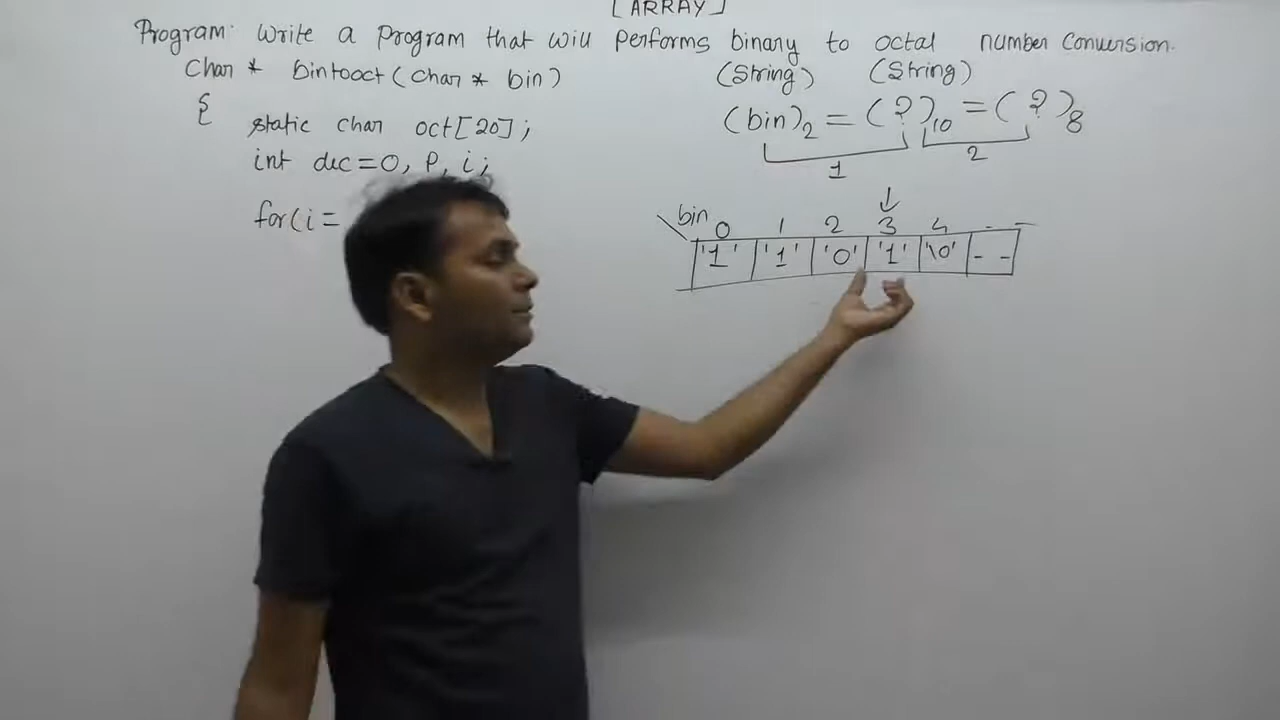 [ARRAY]
Program: Write a program that will performs binary to octal number Conversion.
Char * bintooct (Char * bin) (String) (String)
{ (bin)2 = (?)10 = (?)8
static char oct[20];
1 2
int dec=0, P, i;
for(i =
bin 0 1 2 3 4 - -
'1' '1' '0' '1' '\0' - -